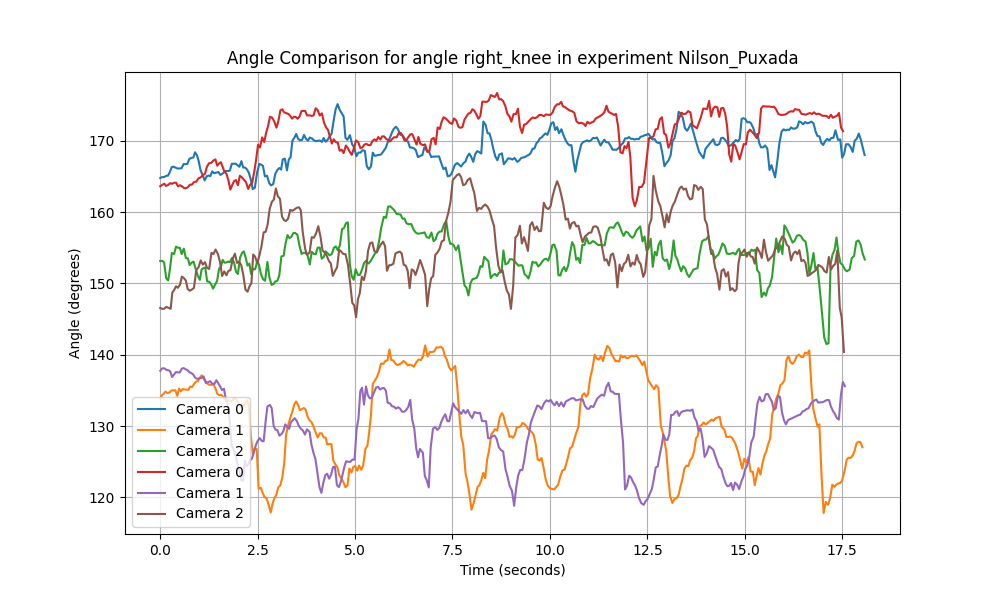 Angle Comparison for angle right_knee in experiment Nilson_Puxada
Angle (degrees)
170
160
150
140
130
120
Camera 0
Camera 1
Camera 2
Camera 0
Camera 1
Camera 2
0.0 2.5 5.0 7.5 10.0 12.5 15.0 17.5
Time (seconds)